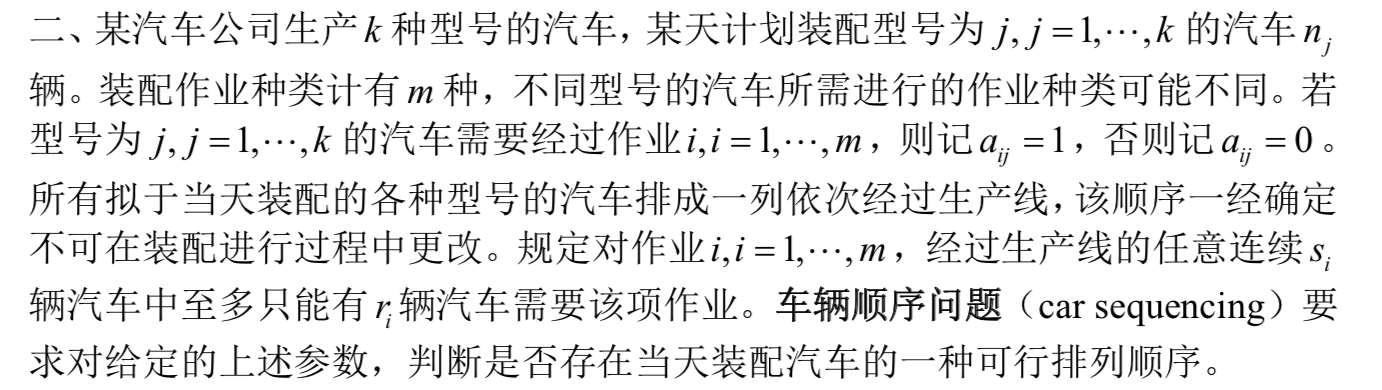 二、某汽车公司生产 k 种型号的汽车，某天计划装配型号为 j, j = 1,⋯,k 的汽车 n_j
辆。装配作业种类计有 m 种，不同型号的汽车所需进行的作业种类可能不同。若
型号为 j, j = 1,⋯,k 的汽车需要经过作业 i,i = 1,⋯,m，则记 a_{ij} = 1，否则记 a_{ij} = 0。
所有拟于当天装配的各种型号的汽车排成一列依次经过生产线，该顺序一经确定
不可在装配进行过程中更改。规定对作业 i,i = 1,⋯,m，经过生产线的任意连续 s_i
辆汽车中至多只能有 r_i 辆汽车需要该项作业。车辆顺序问题（car sequencing）要
求对给定的上述参数，判断是否存在当天装配汽车的一种可行排列顺序。